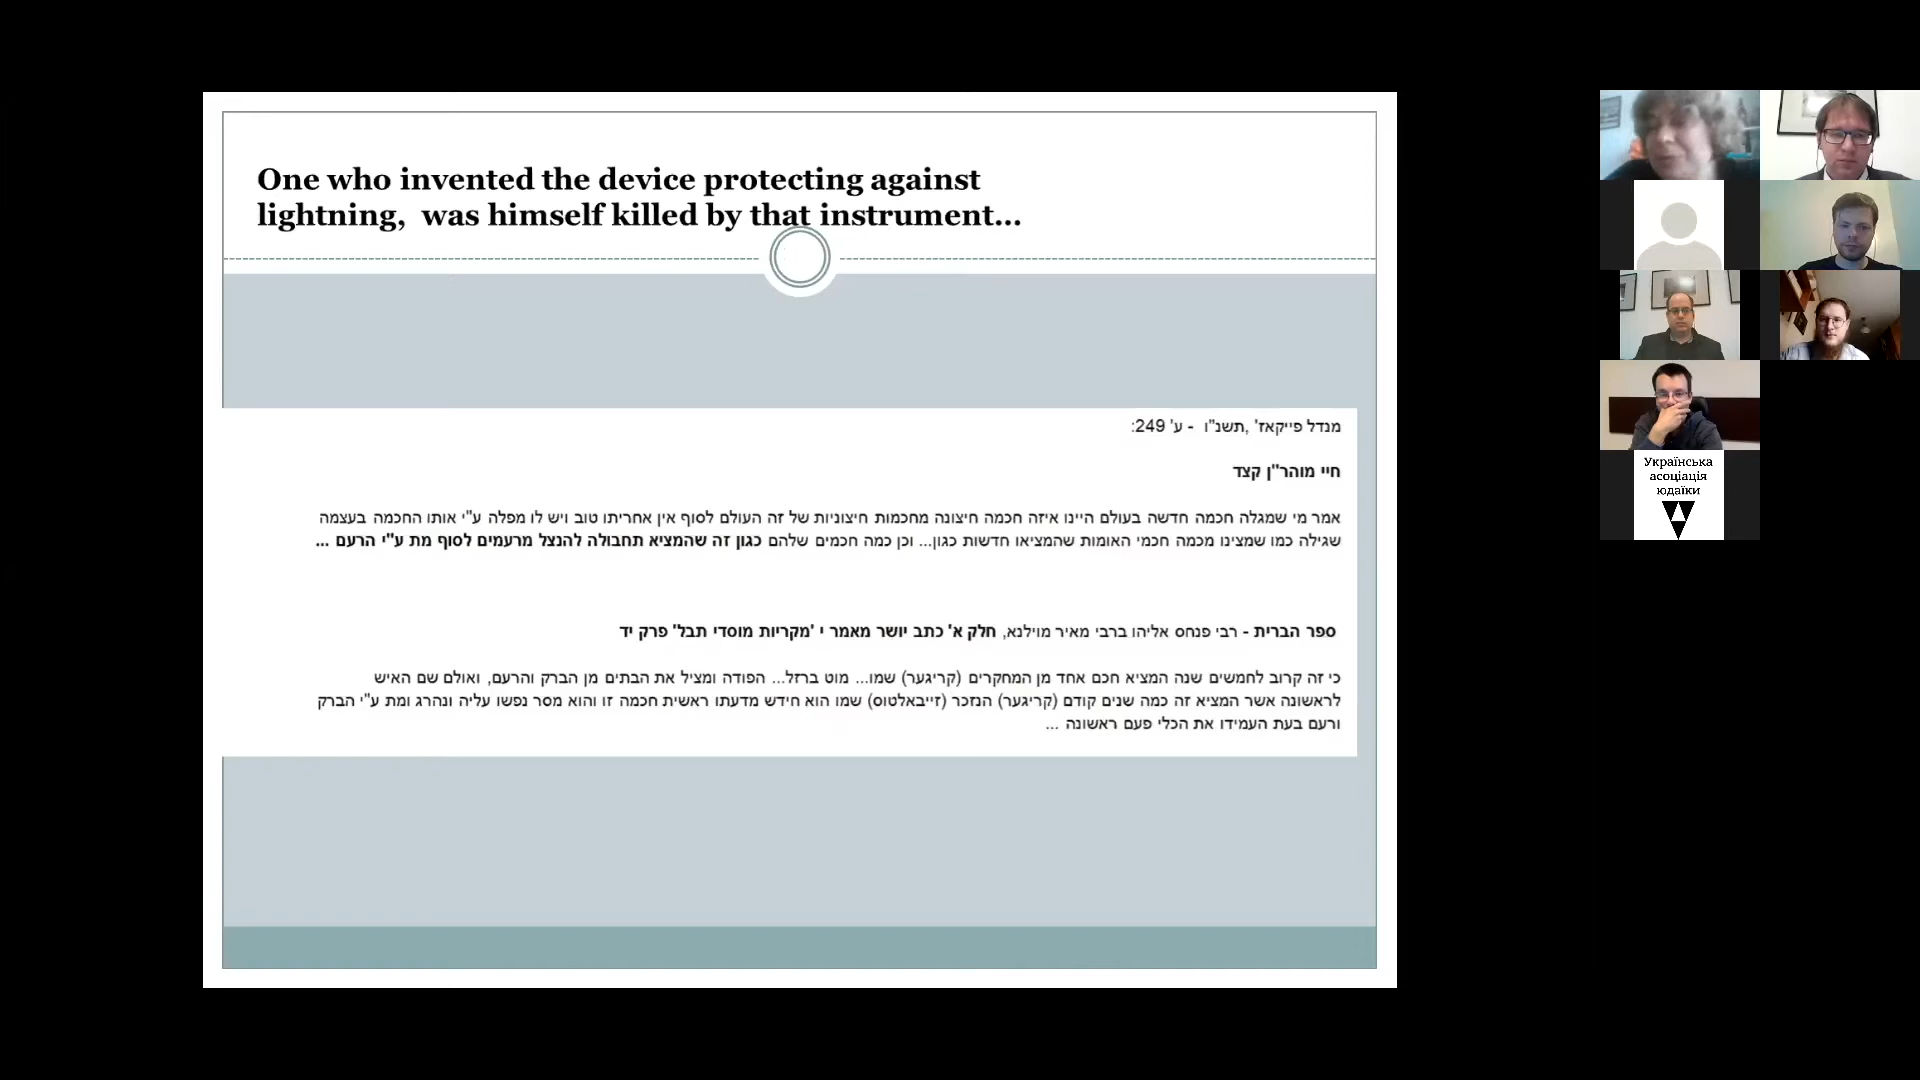 One who invented the device protecting against
lightning, was himself killed by that instrument...
מנדל פייקאז', תשנ"ו - ע' 249:
חיי מוהר"ן קצד
אמר מי שמגלה חכמה חדשה בעולם היינו איזה חכמה חיצונה מחכמות חיצוניות של זה העולם לסוף אין אחריתו טוב ויש לו מפלה ע"י אותו החכמה בעצמה
שגילה כמו שמצינו מכמה חכמי האומות שהמציאו חדשות כגון... וכן כמה חכמים שלהם כגון זה שהמציא תחבולה להנצל מרעמים לסוף מת ע"י הרעם ...
ספר הברית - רבי פנחס אליהו ברבי מאיר מוילנא, חלק א' כתב יושר מאמר י 'מקריות מוסדי תבל' פרק יד
כי זה קרוב לחמשים שנה המציא חכם אחד מן המחקרים (קריגער) שמו... מוט ברזל... הפודה ומציל את הבתים מן הברק והרעם, ואולם שם האיש
לראשונה אשר המציא זה כמה שנים קודם (קריגער) הנזכר (זייבאלטוס) שמו הוא חידש מדעתו ראשית חכמה זו והוא מסר נפשו עליה ונהרג ומת ע"י הברק
ורעם בעת העמידו את הכלי פעם ראשונה ...
Українська
асоціація
юдаїки